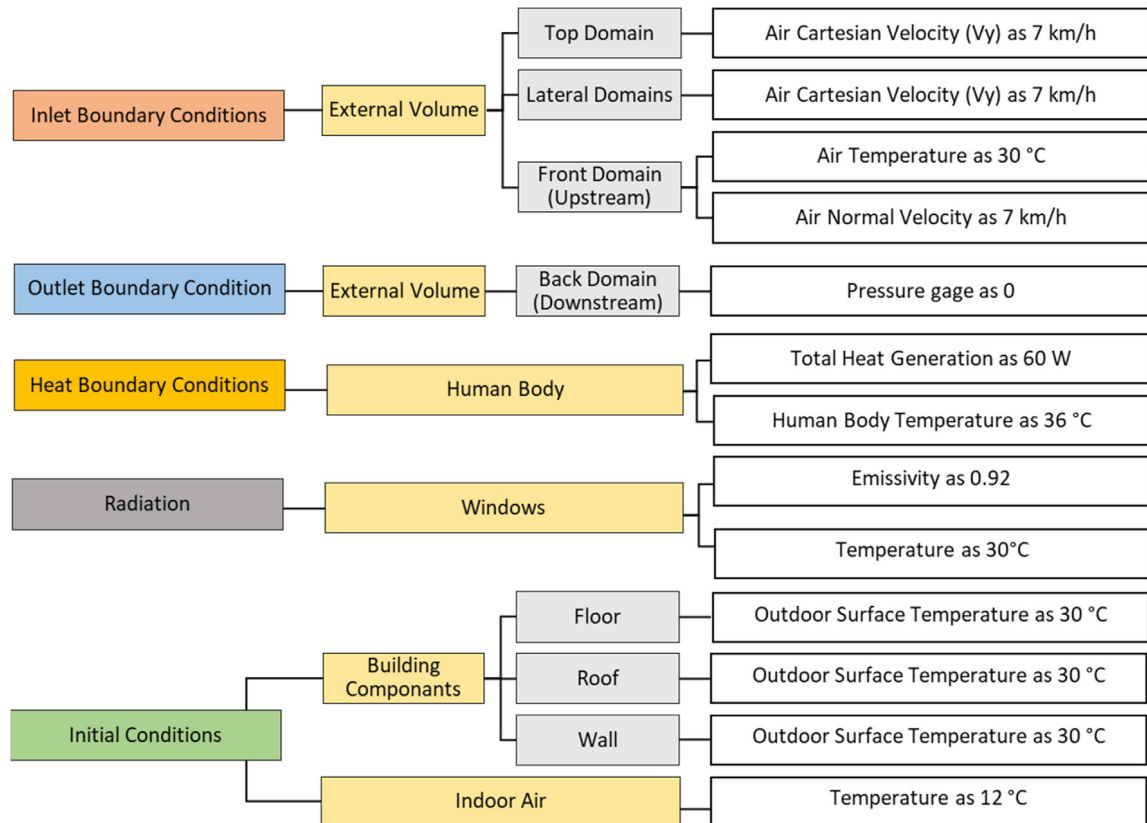 Top Domain
Air Cartesian Velocity (Vy) as 7 km/h
Inlet Boundary Conditions
External Volume
Lateral Domains
Air Cartesian Velocity (Vy) as 7 km/h
Front Domain
(Upstream)
Air Temperature as 30 °C
Air Normal Velocity as 7 km/h
Outlet Boundary Condition
External Volume
Back Domain
(Downstream)
Pressure gage as 0
Heat Boundary Conditions
Human Body
Total Heat Generation as 60 W
Human Body Temperature as 36 °C
Radiation
Windows
Emissivity as 0.92
Temperature as 30°C
Initial Conditions
Building
Componants
Floor
Outdoor Surface Temperature as 30 °C
Roof
Outdoor Surface Temperature as 30 °C
Wall
Outdoor Surface Temperature as 30 °C
Indoor Air
Temperature as 12 °C